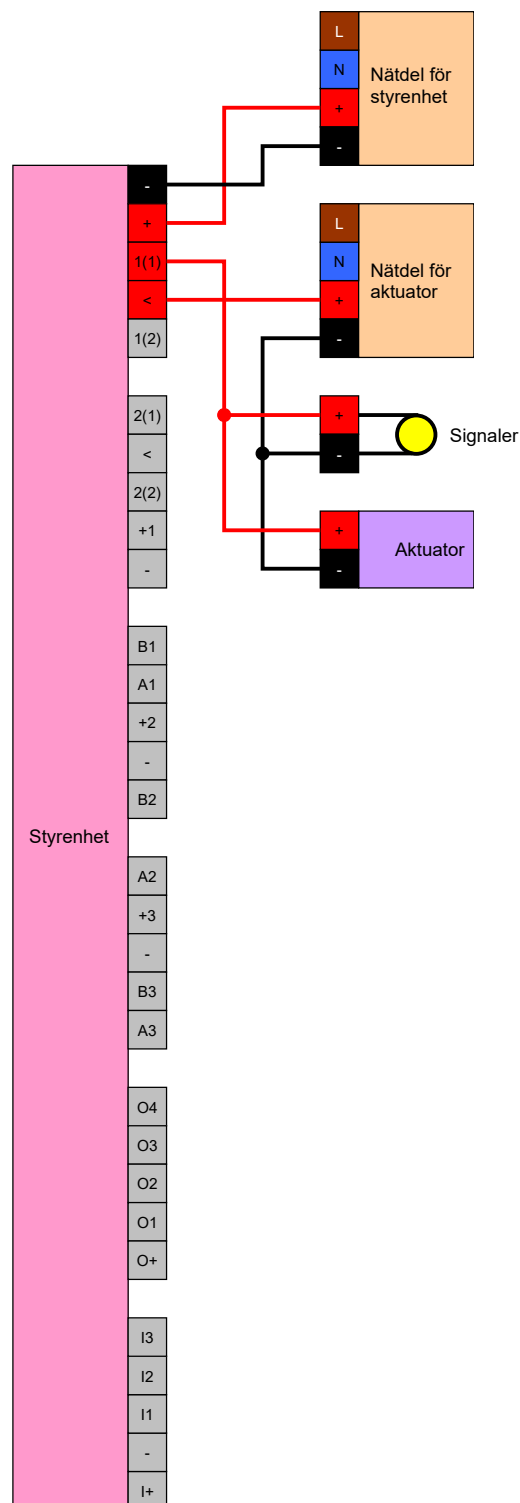 L
N
+
-
Nätdel för
styrenhet
L
N
+
-
Nätdel för
aktuator
+
-
Signaler
+
-
Aktuator
Styrenhet
-
+
1(1)
<
1(2)
2(1)
<
2(2)
+1
-
B1
A1
+2
-
B2
A2
+3
-
B3
A3
O4
O3
O2
O1
O+
I3
I2
I1
-
I+